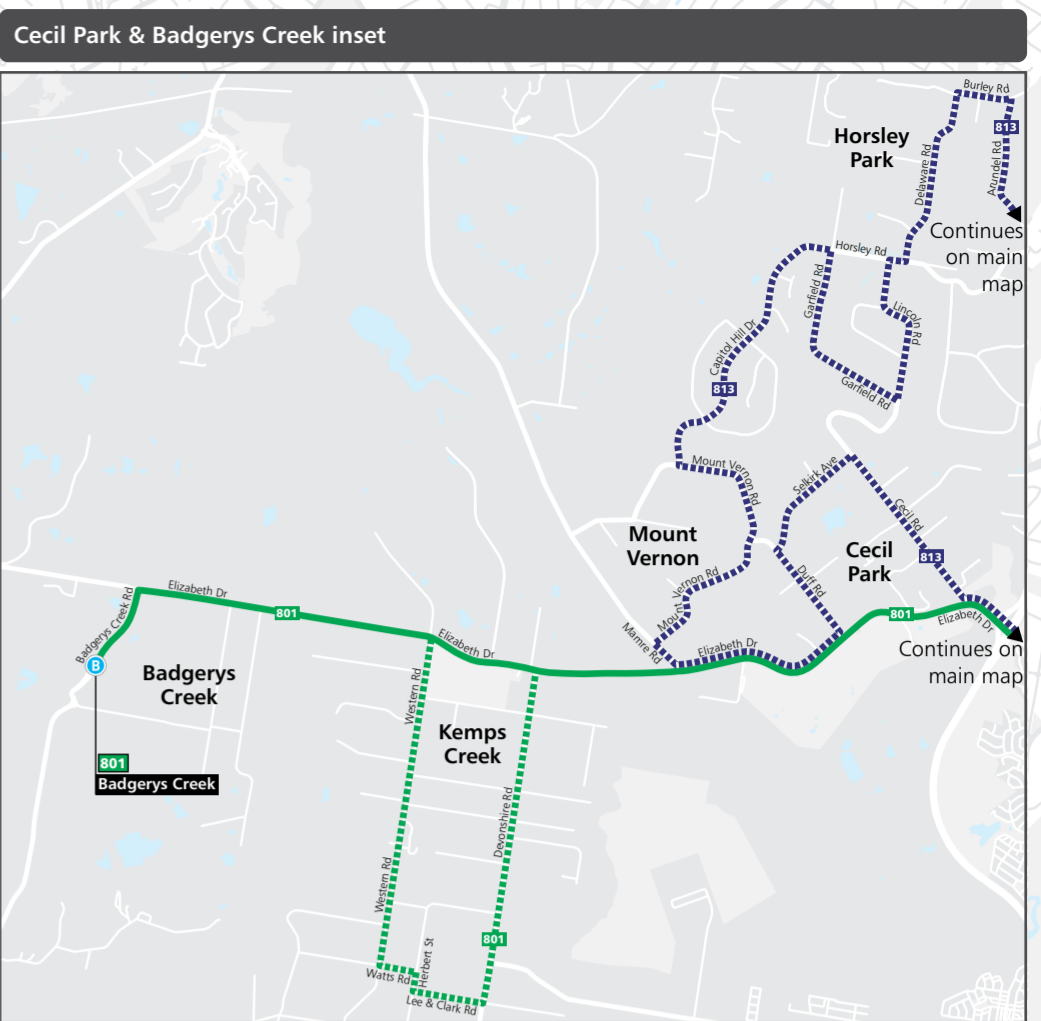 Cecil Park & Badgerys Creek inset
Burley Rd
813
Horsley
Park
Arundel Rd
Delaware Rd
Continues
on main
map
Horsley Rd
Garfield Rd
Lincoln Rd
Capitol Hill Dr
Garfield Rd
813
Mount Vernon Rd
Selkirk Ave
Cecil Rd
Mount
Vernon
Cecil
Park
813
Duff Rd
Mount Vernon Rd
Badgerys Creek Rd
Elizabeth Dr
801
801
Elizabeth Dr
Elizabeth Dr
Mamre Rd
Elizabeth Dr
Continues on
main map
B
Badgerys
Creek
Western Rd
Kemps
Creek
801
Badgerys Creek
Devonshire Rd
Western Rd
801
Herbert St
Watts Rd
Lee & Clark Rd